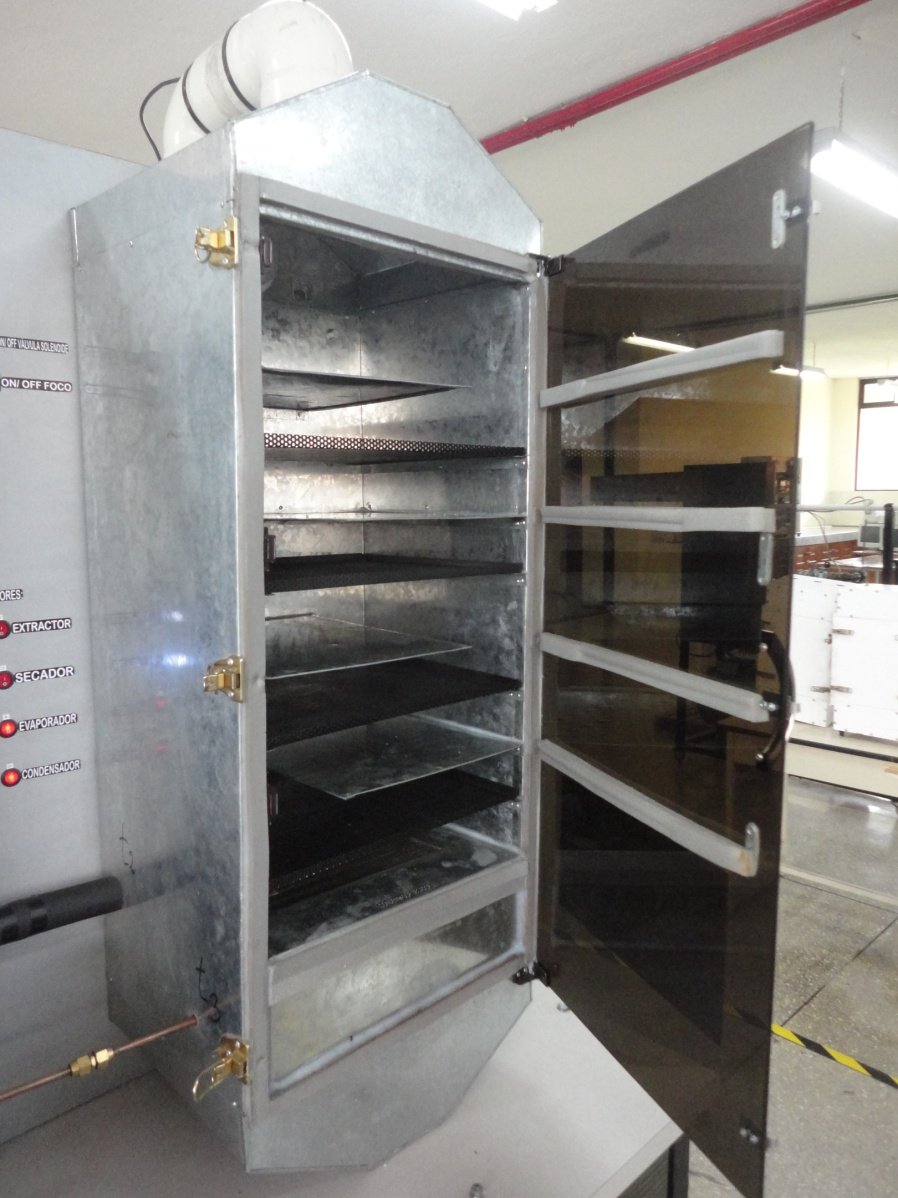 ON/ OFF VALVULA SOLENOIDE
ON/ OFF FOCO
ORES:
EXTRACTOR
SECADOR
EVAPORADOR
CONDENSADOR